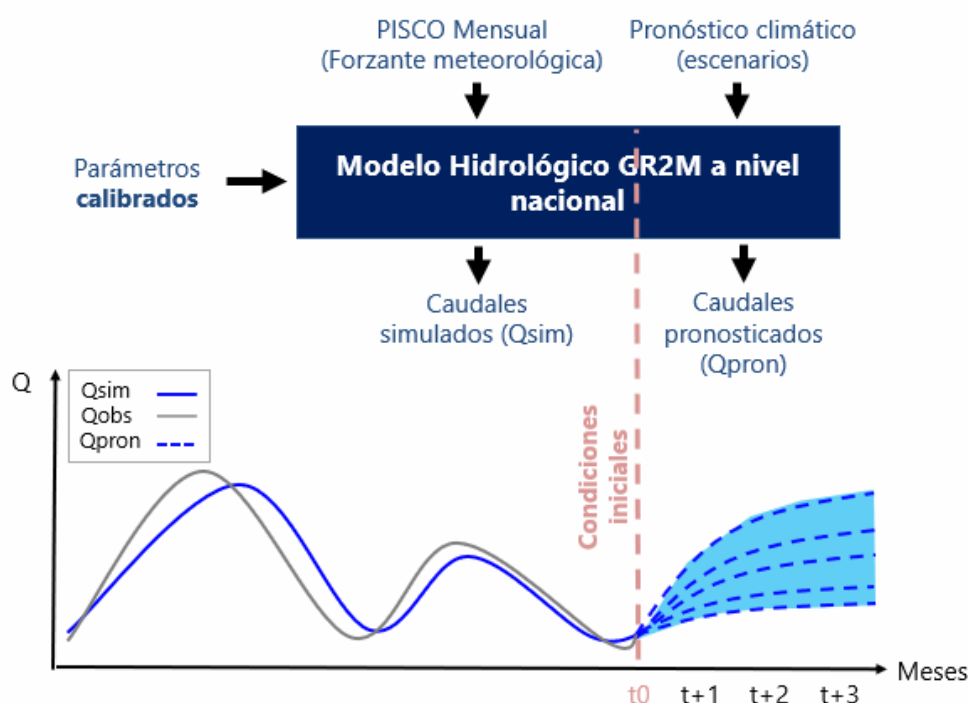 PISCO Mensual
(Forzante meteorológica)
Pronóstico climático
(escenarios)
Parámetros
calibrados
Modelo Hidrológico GR2M a nivel
nacional
Caudales
simulados (Qsim)
Caudales
pronosticados
(Qpron)
Q
Qsim
Qobs
Qpron
Condiciones
iniciales
Meses
t0
t+1
t+2
t+3